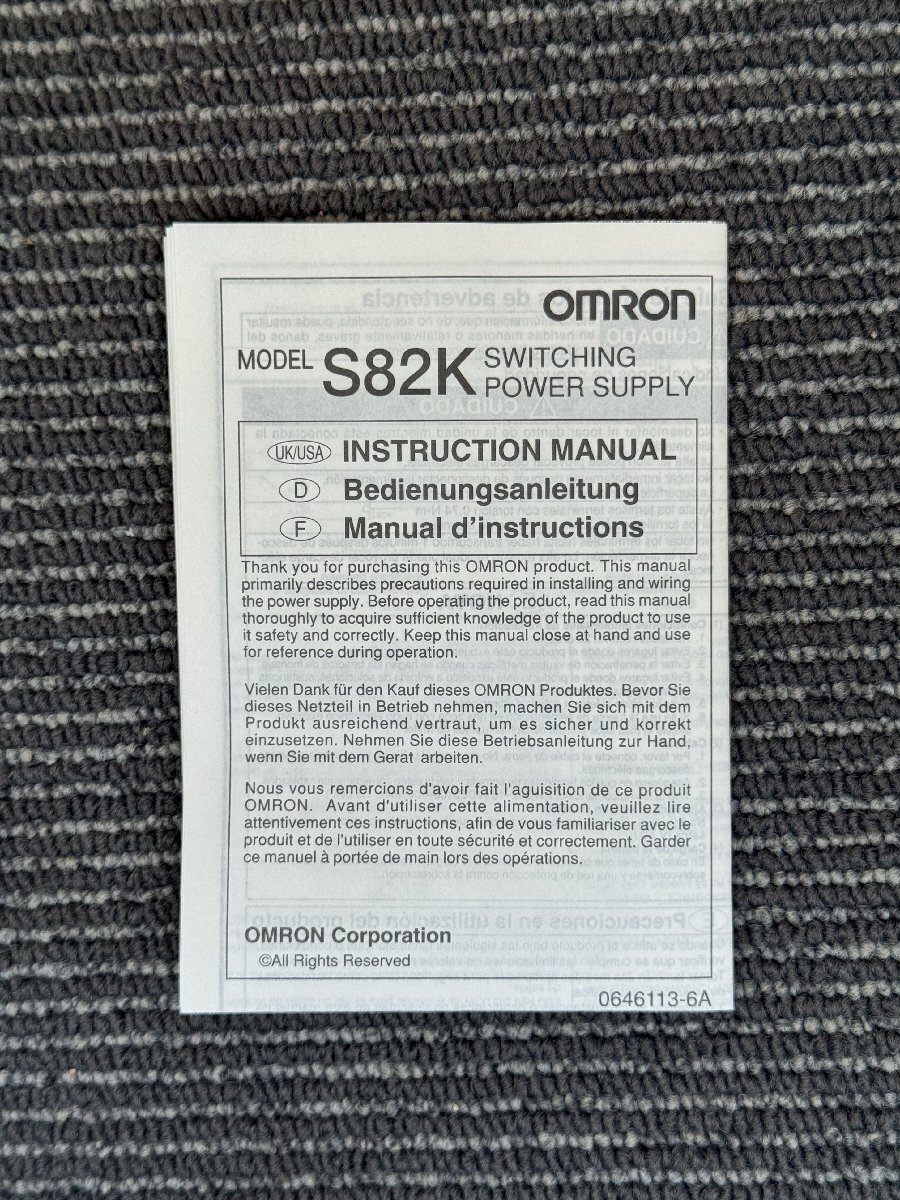 OMRON
MODEL S82K SWITCHING
POWER SUPPLY
UK/USA INSTRUCTION MANUAL
D Bedienungsanleitung
F Manual d'instructions
Thank you for purchasing this OMRON product. This manual
primarily describes precautions required in installing and wiring
the power supply. Before operating the product, read this manual
thoroughly to acquire sufficient knowledge of the product to use
it safety and correctly. Keep this manual close at hand and use
for reference during operation.
Vielen Dank für den Kauf dieses OMRON Produktes. Bevor Sie
dieses Netzteil in Betrieb nehmen, machen Sie sich mit dem
Produkt ausreichend vertraut, um es sicher und korrekt
einzusetzen. Nehmen Sie diese Betriebsanleitung zur Hand,
wenn Sie mit dem Gerat arbeiten.
Nous vous remercions d'avoir fait l'aguisition de ce produit
OMRON. Avant d'utiliser cette alimentation, veuillez lire
attentivement ces instructions, afin de vous familiariser avec le
produit et de l'utiliser en toute sécurité et correctement. Garder
ce manuel à portée de main lors des opérations.
OMRON Corporation
©All Rights Reserved
0646113-6A